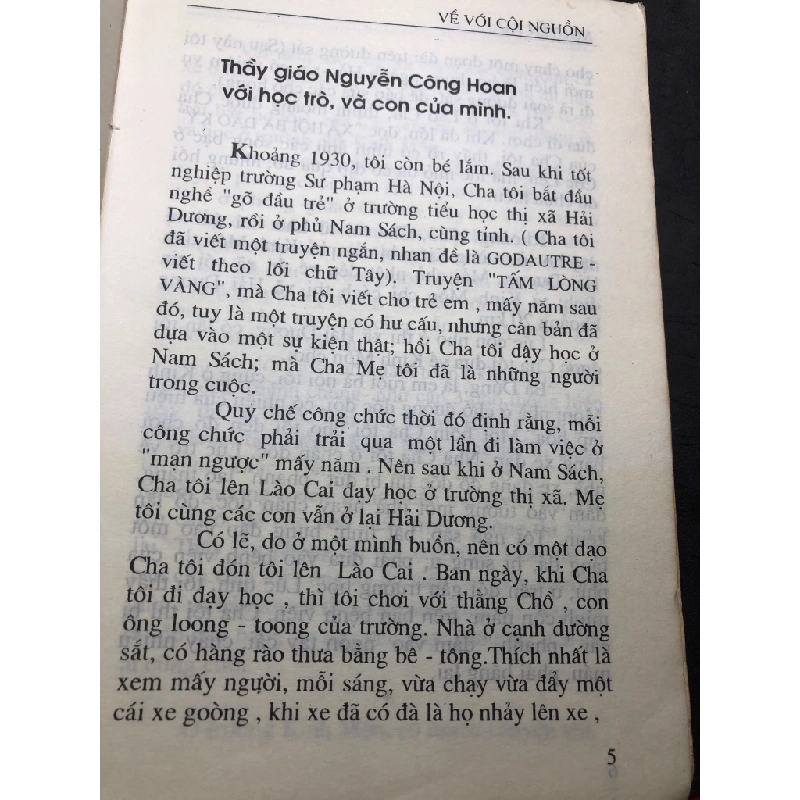 VỀ VỚI CỘI NGUỒN
Thầy giáo Nguyễn Công Hoan
với học trò, và con của mình.
Khoảng 1930, tôi còn bé lắm. Sau khi tốt
nghiệp trường Sư phạm Hà Nội, Cha tôi bắt đầu
nghề "gõ đầu trẻ" ở trường tiểu học thị xã Hải
Dương, rồi ở phủ Nam Sách, cùng tỉnh. ( Cha tôi
đã viết một truyện ngắn, nhan đề là GODAUTRE -
viết theo lối chữ Tây). Truyện "TẤM LÒNG
VÀNG", mà Cha tôi viết cho trẻ em , mấy năm sau
đó, tuy là một truyện có hư cấu, nhưng căn bản đã
dựa vào một sự kiện thật; hồi Cha tôi dậy học ở
Nam Sách; mà Cha Mẹ tôi đã là những người
trong cuộc.
Quy chế công chức thời đó định rằng, mỗi
công chức phải trải qua một lần đi làm việc ở
"mạn ngược" mấy năm . Nên sau khi ở Nam Sách,
Cha tôi lên Lào Cai dạy học ở trường thị xã. Mẹ
tôi cùng các con vẫn ở lại Hải Dương.
Có lẽ, do ở một mình buồn, nên có một dạo
Cha tôi đón tôi lên Lào Cai . Ban ngày, khi Cha
tôi đi dạy học , thì tôi chơi với thằng Chồ , con
ông loong - toong của trường. Nhà ở cạnh đường
sắt, có hàng rào thưa bằng bê - tông.Thích nhất là
xem mấy người, mỗi sáng, vừa chạy vừa đẩy một
cái xe goòng , khi xe đã có đà là họ nhảy lên xe ,
5